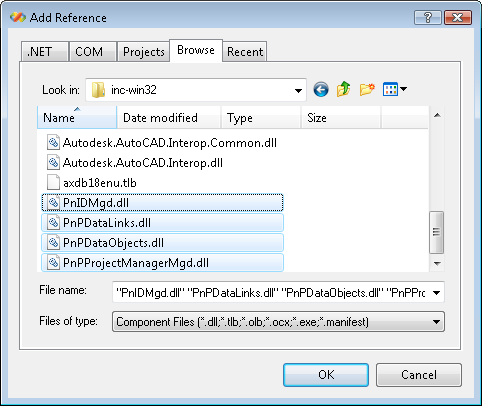 Add Reference
.NET COM Projects Browse Recent
Look in: inc-win32
Name Date modified Type Size
Autodesk.AutoCAD.Interop.Common.dll
Autodesk.AutoCAD.Interop.dll
axdb18enu.tlb
PnIDMgd.dll
PnPDataLinks.dll
PnPDataObjects.dll
PnPProjectManagerMgd.dll
File name: "PnIDMgd.dll" "PnPDataLinks.dll" "PnPDataObjects.dll" "PnPPro
Files of type: Component Files (*.dll;*.tlb;*.olb;*.ocx;*.exe;*.manifest)
OK Cancel